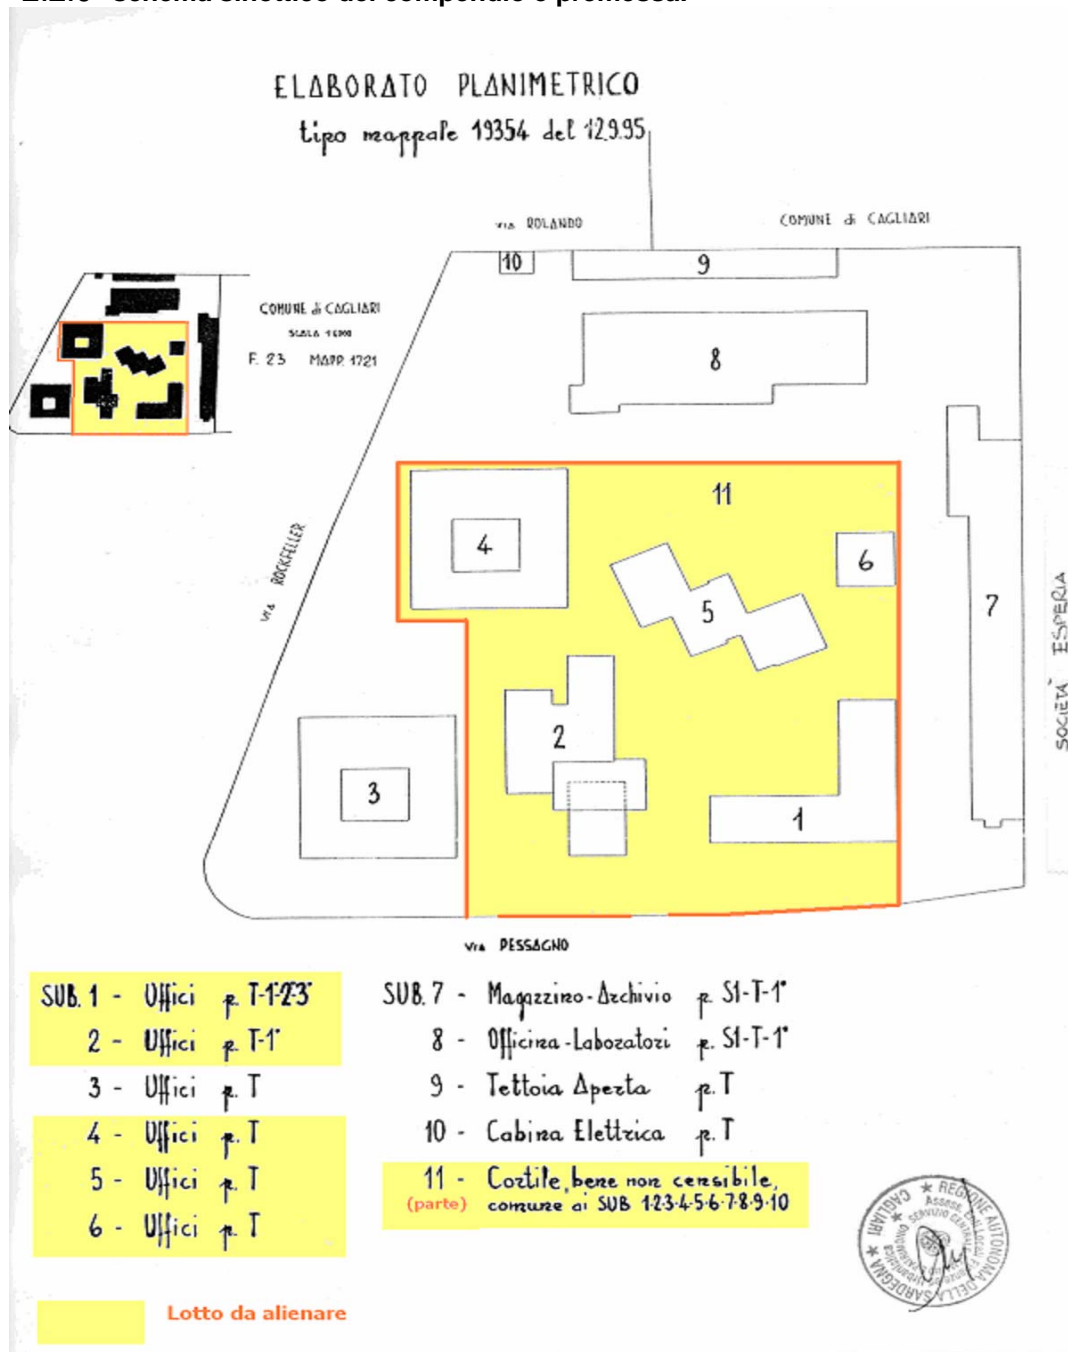 ELABORATO PLANIMETRICO
tipo mappale 19354 del 12.9.95
via ROLANDO
COMUNE di CAGLIARI
10
9
COMUNE di CAGLIARI
F. 23 MAPP. 1721
8
11
4
6
5
7
via ROCKFELLER
SOCIETÀ ESPERIA
2
3
1
via PESSAGNO
SUB. 1 - Uffici p. T-1°-2°-3°
2 - Uffici p. T-1°
3 - Uffici p. T
4 - Uffici p. T
5 - Uffici p. T
6 - Uffici p. T
SUB. 7 - Magazzino-Archivio p. S1-T-1°
8 - Officina-Laboratori p. S1-T-1°
9 - Tettoia Aperta p. T
10 - Cabina Elettrica p. T
11 - Cortile, bene non censibile,
(parte) comune ai SUB 1-2-3-4-5-6-7-8-9-10
REGIONE AUTONOMA DELLA SARDEGNA * CAGLIARI *
Lotto da alienare